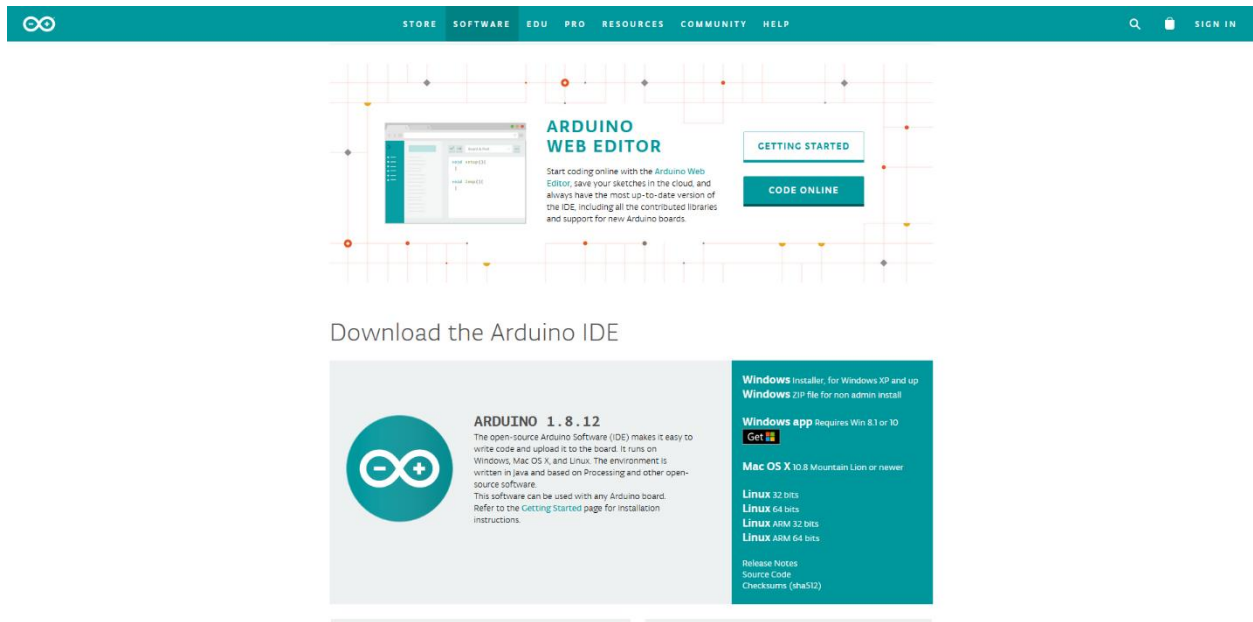 STORE SOFTWARE EDU PRO RESOURCES COMMUNITY HELP
SIGN IN
ARDUINO
WEB EDITOR
Start coding online with the Arduino Web
Editor, save your sketches in the cloud, and
always have the most up-to-date version of
the IDE, including all the contributed libraries
and support for new Arduino boards.
GETTING STARTED
CODE ONLINE
Download the Arduino IDE
ARDUINO 1.8.12
The open-source Arduino Software (IDE) makes it easy to
write code and upload it to the board. It runs on
Windows, Mac OS X, and Linux. The environment is
written in Java and based on Processing and other open-
source software.
This software can be used with any Arduino board.
Refer to the Getting Started page for installation
instructions.
Windows Installer, for Windows XP and up
Windows ZIP file for non admin install
Windows app Requires Win 8.1 or 10
Get
Mac OS X 10.8 Mountain Lion or newer
Linux 32 bits
Linux 64 bits
Linux ARM 32 bits
Linux ARM 64 bits
Release Notes
Source Code
Checksums (sha512)